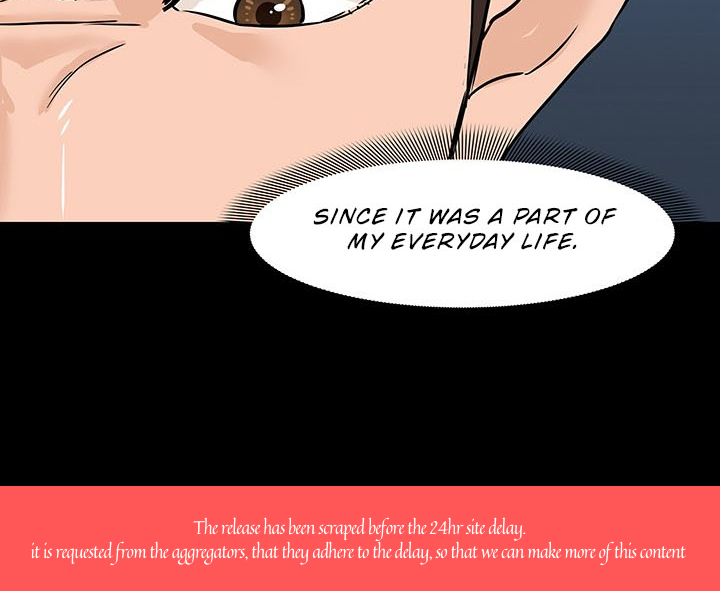 SINCE IT WAS A PART OF
MY EVERYDAY LIFE.
The release has been scraped before the 24hr site delay.
it is requested from the aggregators, that they adhere to the delay, so that we can make more of this content